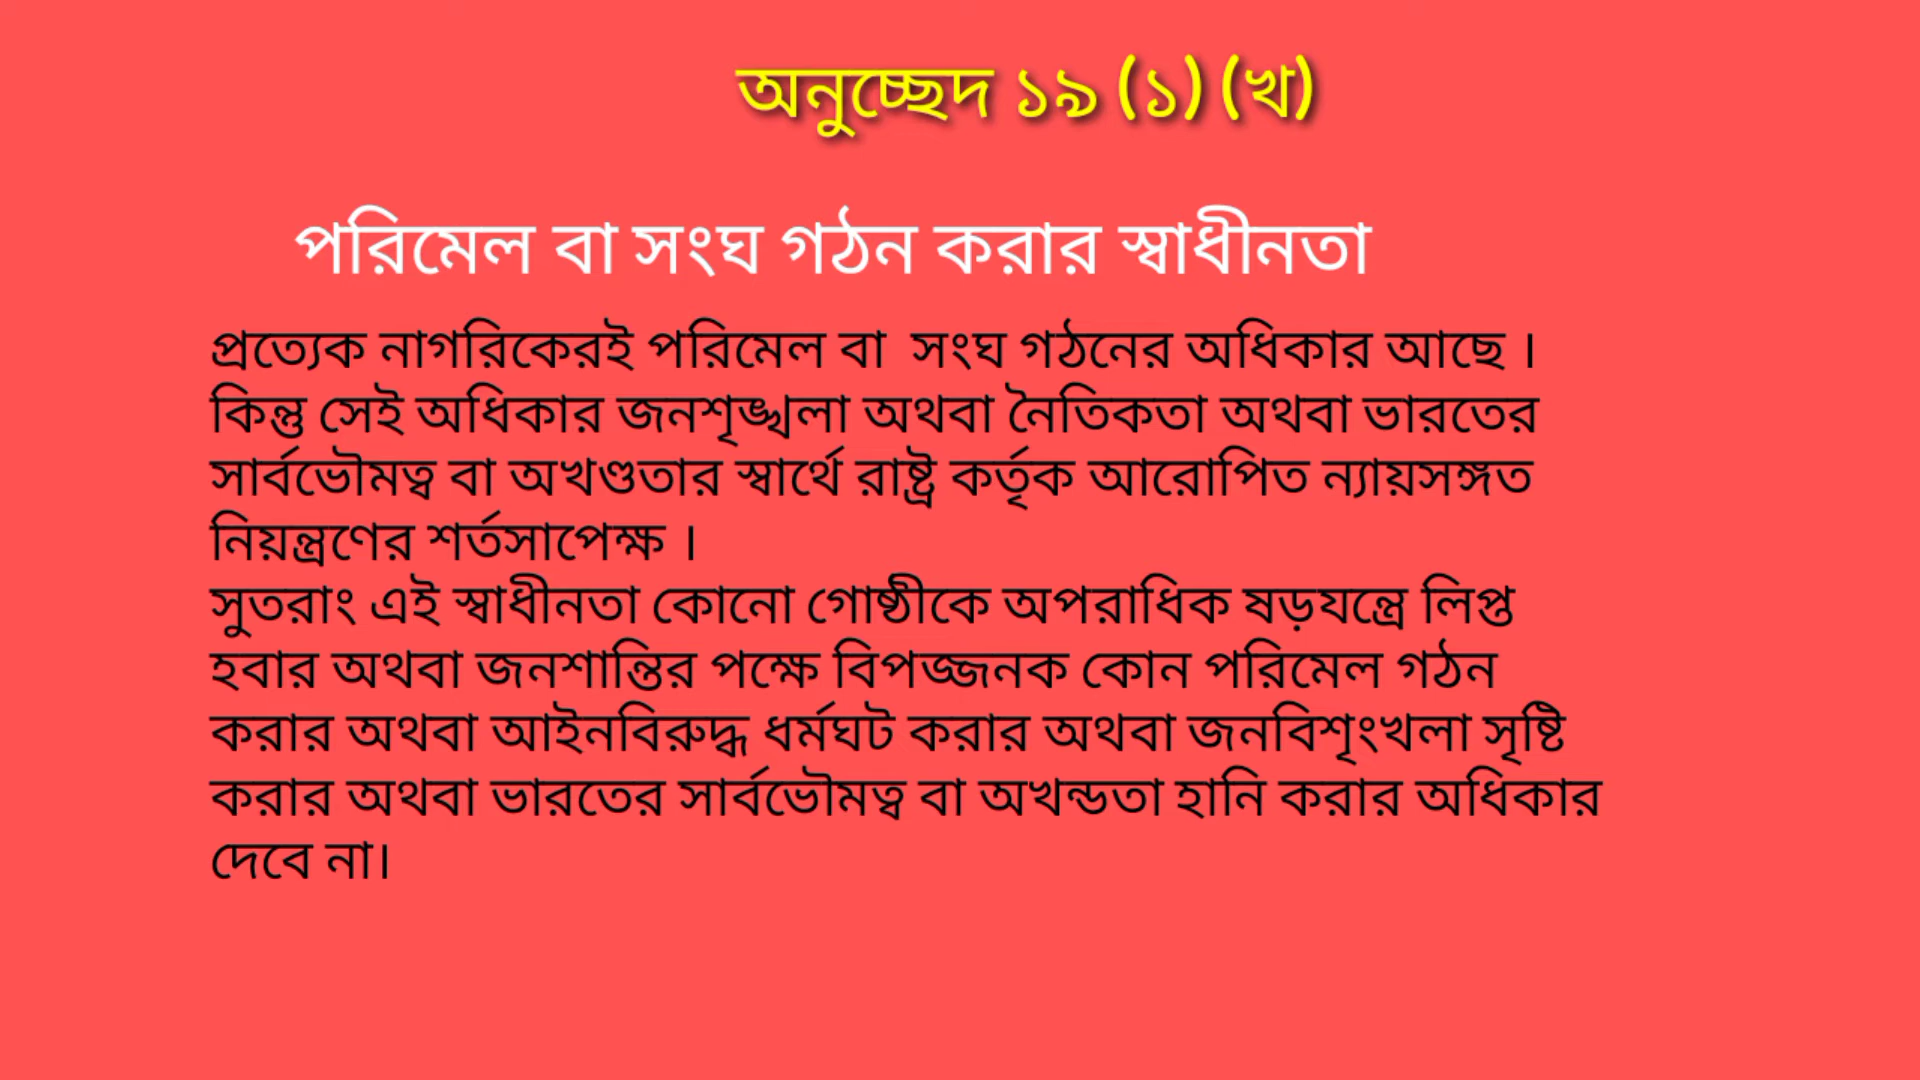 অনুচ্ছেদ ১৯ (১) (খ)
পরিমেল বা সংঘ গঠন করার স্বাধীনতা
প্রত্যেক নাগরিকেরই পরিমেল বা সংঘ গঠনের অধিকার আছে ।
কিন্তু সেই অধিকার জনশৃঙ্খলা অথবা নৈতিকতা অথবা ভারতের
সার্বভৌমত্ব বা অখণ্ডতার স্বার্থে রাষ্ট্র কর্তৃক আরোপিত ন্যায়সঙ্গত
নিয়ন্ত্রণের শর্তসাপেক্ষ ।
সুতরাং এই স্বাধীনতা কোনো গোষ্ঠীকে অপরাধিক ষড়যন্ত্রে লিপ্ত
হবার অথবা জনশান্তির পক্ষে বিপজ্জনক কোন পরিমেল গঠন
করার অথবা আইনবিরুদ্ধ ধর্মঘট করার অথবা জনবিশৃংখলা সৃষ্টি
করার অথবা ভারতের সার্বভৌমত্ব বা অখন্ডতা হানি করার অধিকার
দেবে না।